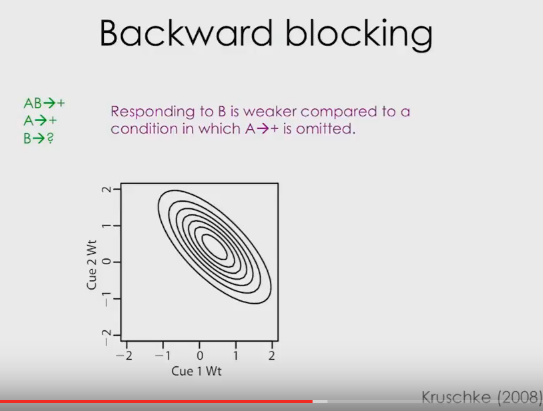 Backward blocking
AB→+
A→+
B→?
Responding to B is weaker compared to a
condition in which A→+ is omitted.
Cue 2 Wt
2
1
0
−1
−2
−2 −1 0 1 2
Cue 1 Wt
Kruschke (2008)